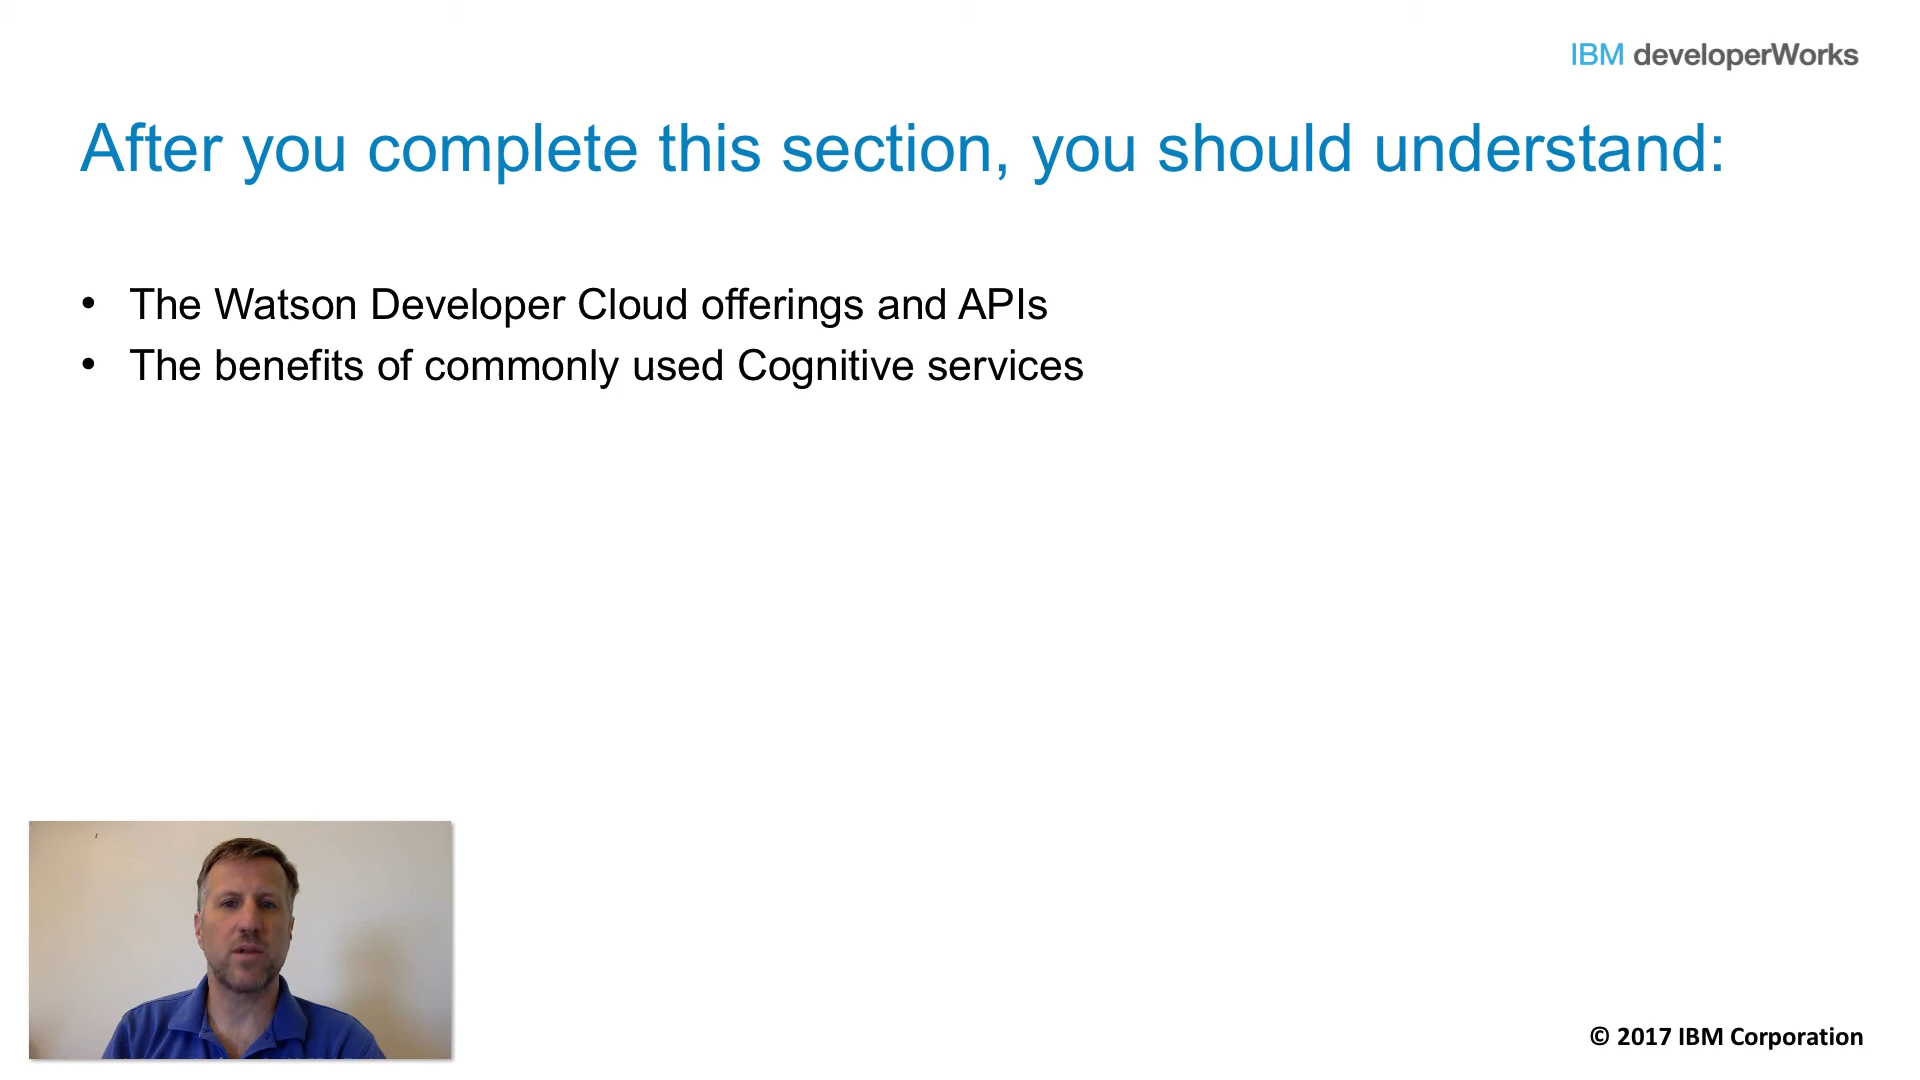 IBM developerWorks
After you complete this section, you should understand:
• The Watson Developer Cloud offerings and APIs
• The benefits of commonly used Cognitive services
© 2017 IBM Corporation